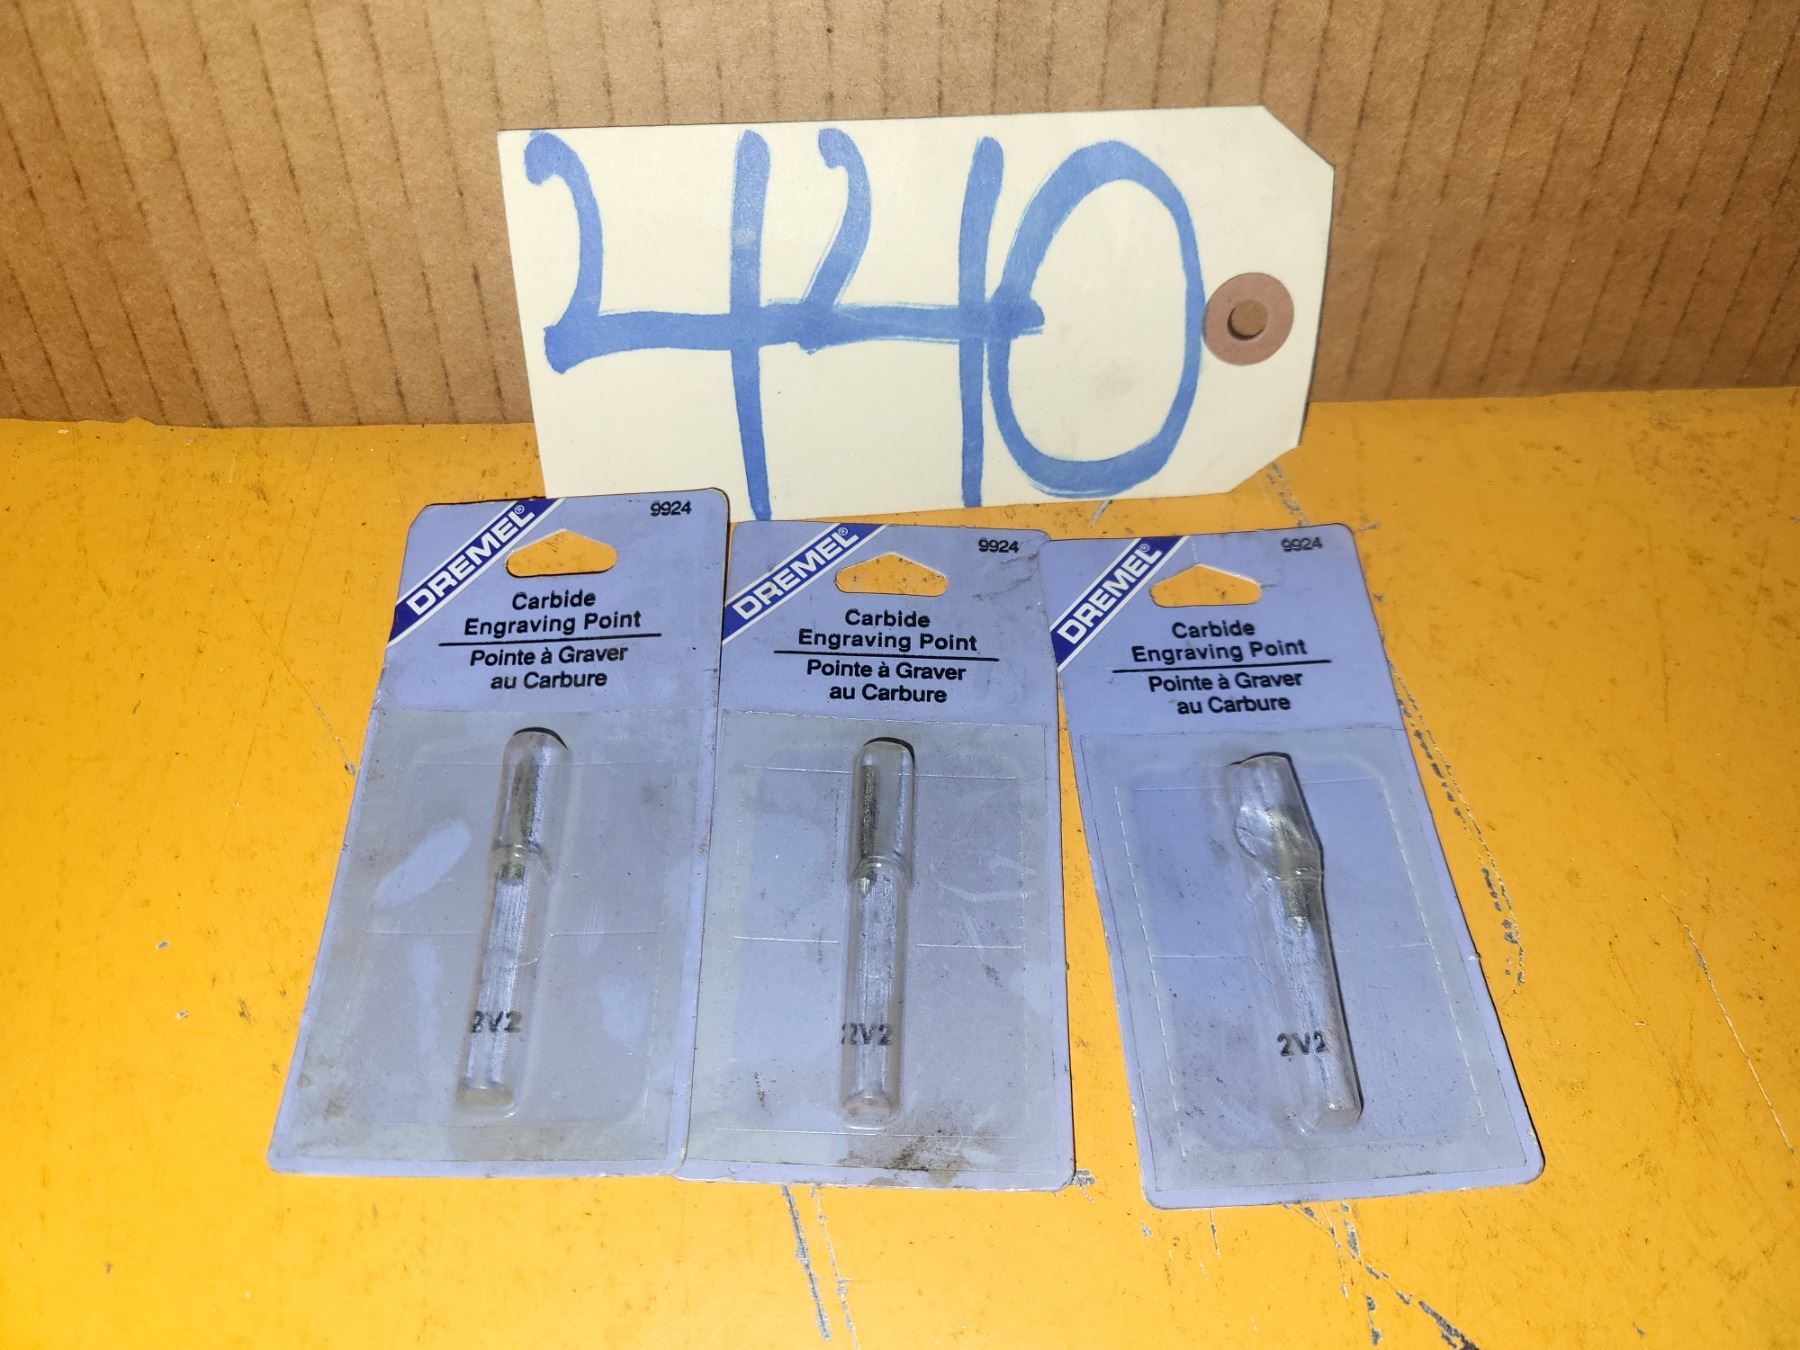 440
DREMEL®
9924
Carbide
Engraving Point
Pointe à Graver
au Carbure
2V2
DREMEL®
9924
Carbide
Engraving Point
Pointe à Graver
au Carbure
2V2
DREMEL®
9924
Carbide
Engraving Point
Pointe à Graver
au Carbure
2V2